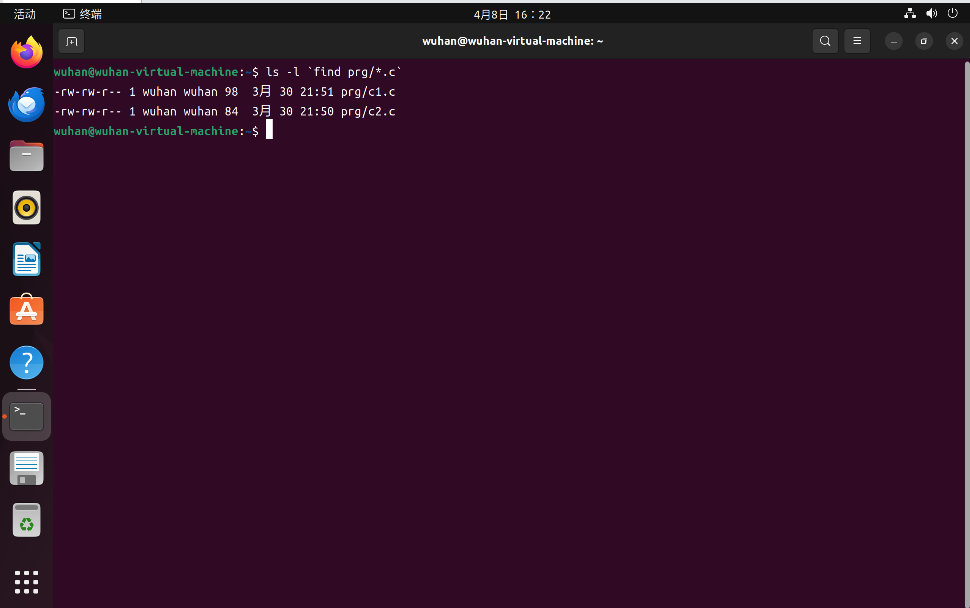 活动 终端 4月8日 16：22
wuhan@wuhan-virtual-machine: ~
wuhan@wuhan-virtual-machine:~$ ls -l `find prg/*.c`
-rw-rw-r-- 1 wuhan wuhan 98  3月 30 21:51 prg/c1.c
-rw-rw-r-- 1 wuhan wuhan 84  3月 30 21:50 prg/c2.c
wuhan@wuhan-virtual-machine:~$